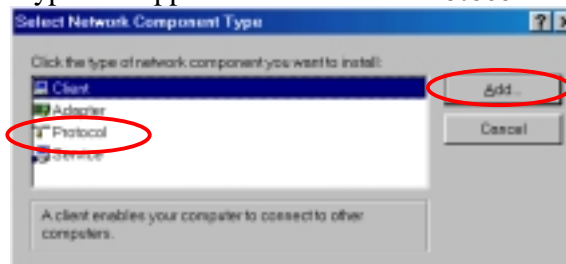 Select Network Component Type
Click the type of network component you want to install:
Client
Adapter
Protocol
Service
Add...
Cancel
A client enables your computer to connect to other
computers.